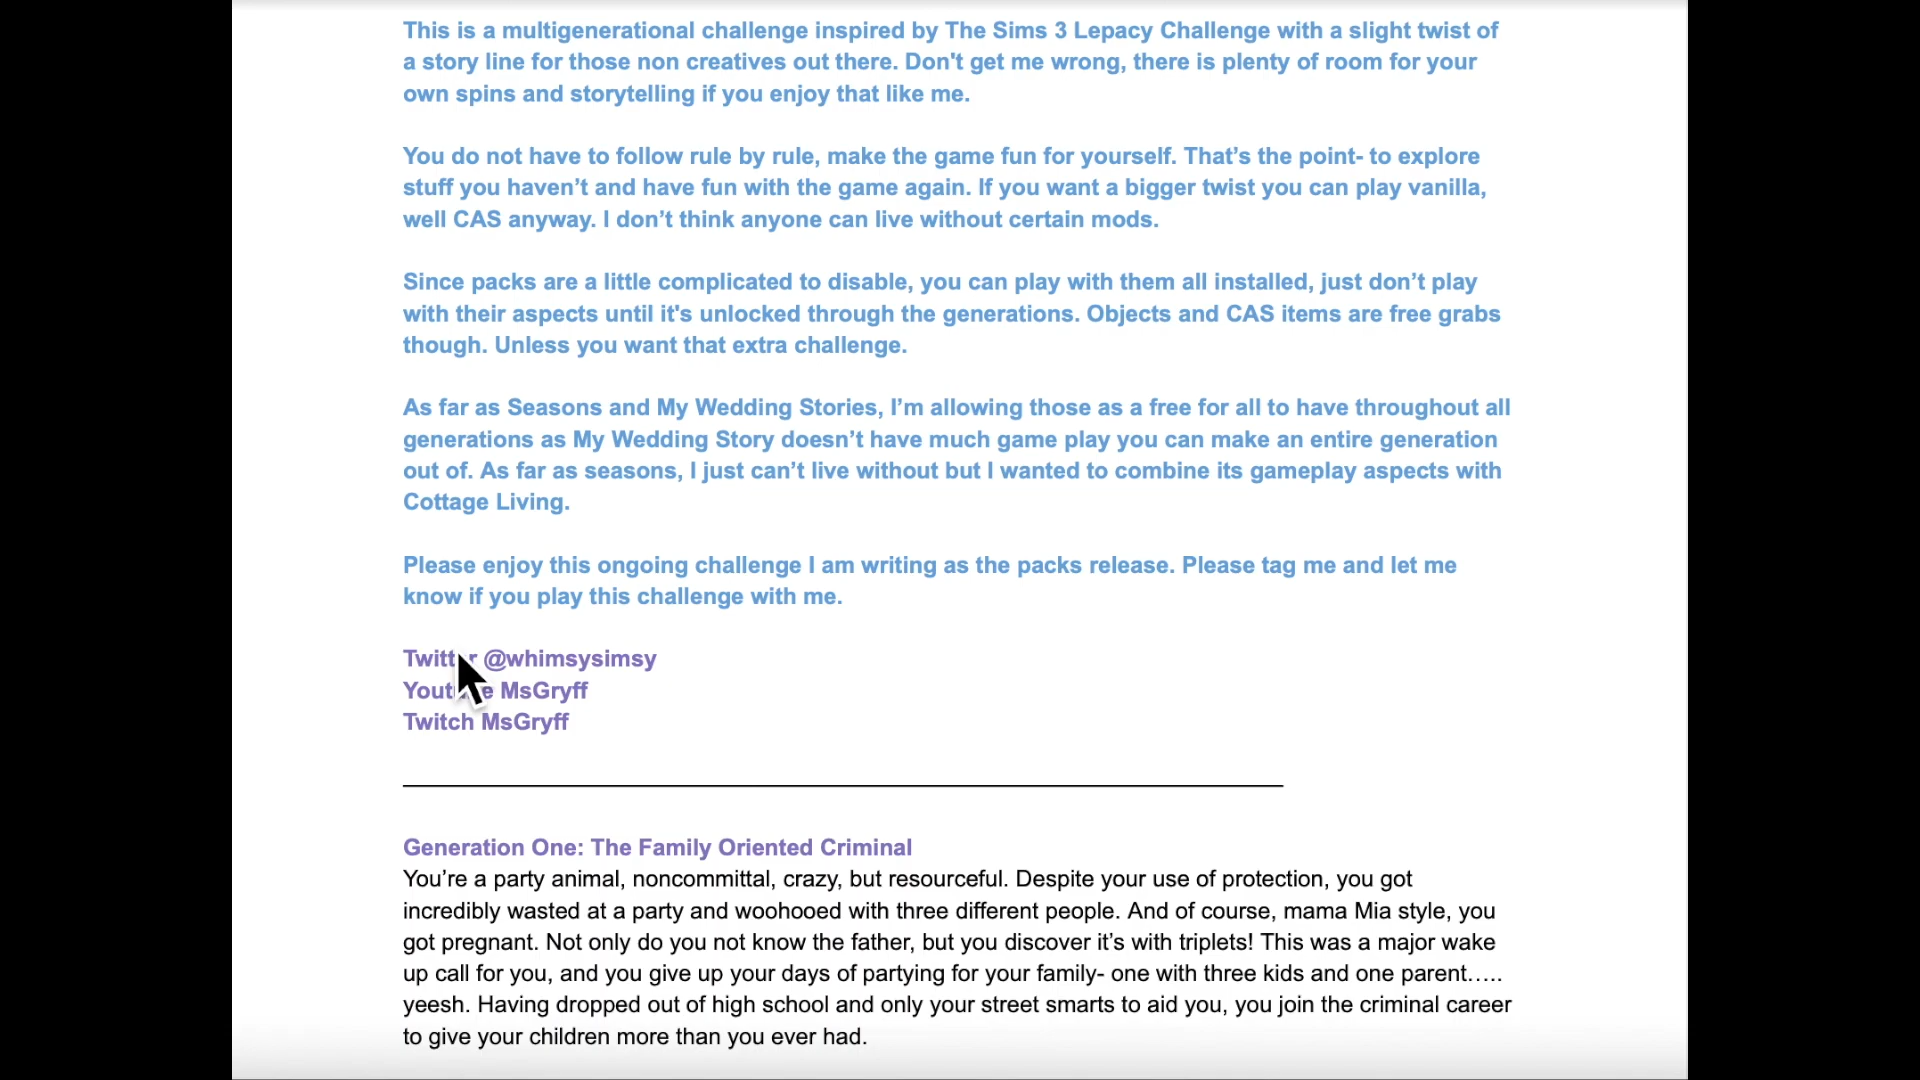 This is a multigenerational challenge inspired by The Sims 3 Lepacy Challenge with a slight twist of
a story line for those non creatives out there. Don't get me wrong, there is plenty of room for your
own spins and storytelling if you enjoy that like me.
You do not have to follow rule by rule, make the game fun for yourself. That’s the point- to explore
stuff you haven’t and have fun with the game again. If you want a bigger twist you can play vanilla,
well CAS anyway. I don’t think anyone can live without certain mods.
Since packs are a little complicated to disable, you can play with them all installed, just don’t play
with their aspects until it's unlocked through the generations. Objects and CAS items are free grabs
though. Unless you want that extra challenge.
As far as Seasons and My Wedding Stories, I’m allowing those as a free for all to have throughout all
generations as My Wedding Story doesn’t have much game play you can make an entire generation
out of. As far as seasons, I just can’t live without but I wanted to combine its gameplay aspects with
Cottage Living.
Please enjoy this ongoing challenge I am writing as the packs release. Please tag me and let me
know if you play this challenge with me.
Twitter @whimsysimsy
Youtube MsGryff
Twitch MsGryff
Generation One: The Family Oriented Criminal
You’re a party animal, noncommittal, crazy, but resourceful. Despite your use of protection, you got
incredibly wasted at a party and woohooed with three different people. And of course, mama Mia style, you
got pregnant. Not only do you not know the father, but you discover it’s with triplets! This was a major wake
up call for you, and you give up your days of partying for your family- one with three kids and one parent…..
yeesh. Having dropped out of high school and only your street smarts to aid you, you join the criminal career
to give your children more than you ever had.